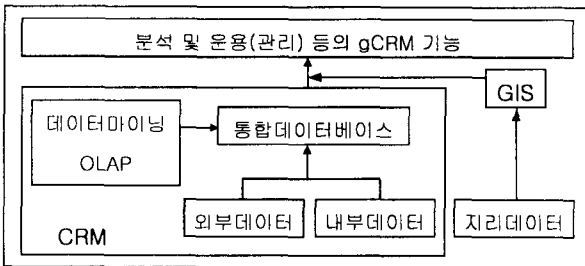 분석 및 운용(관리) 등의 gCRM 기능
GIS
데이터마이닝
OLAP
통합데이터베이스
외부데이터
내부데이터
지리데이터
CRM